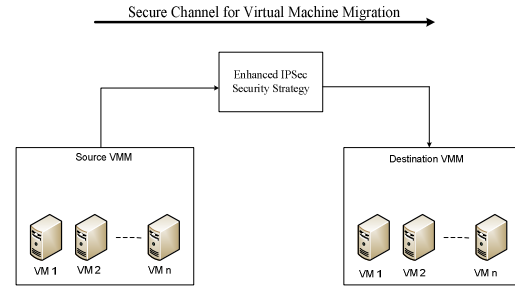 Secure Channel for Virtual Machine Migration
Enhanced IPSec
Security Strategy
Source VMM
VM 1 VM 2 VM n
Destination VMM
VM 1 VM 2 VM n